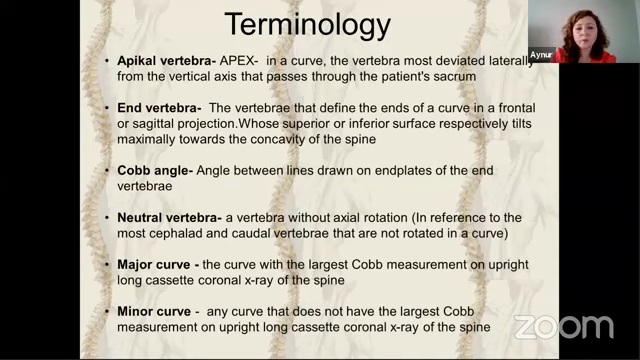 Terminology
• Apikal vertebra- APEX- in a curve, the vertebra most deviated laterally
from the vertical axis that passes through the patient's sacrum
• End vertebra- The vertebrae that define the ends of a curve in a frontal
or sagittal projection.Whose superior or inferior surface respectively tilts
maximally towards the concavity of the spine
• Cobb angle- Angle between lines drawn on endplates of the end
vertebrae
• Neutral vertebra- a vertebra without axial rotation (In reference to the
most cephalad and caudal vertebrae that are not rotated in a curve)
• Major curve - the curve with the largest Cobb measurement on upright
long cassette coronal x-ray of the spine
• Minor curve - any curve that does not have the largest Cobb
measurement on upright long cassette coronal x-ray of the spine
Aynur
zoom